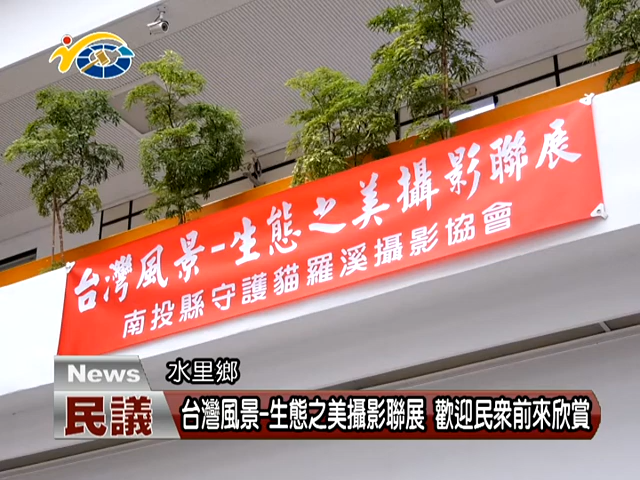 台灣風景-生態之美攝影聯展
南投縣守護貓羅溪攝影協會
News 水里鄉
民議 台灣風景-生態之美攝影聯展 歡迎民衆前來欣賞